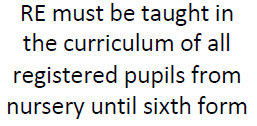 RE must be taught in
the curriculum of all
registered pupils from
nursery until sixth form